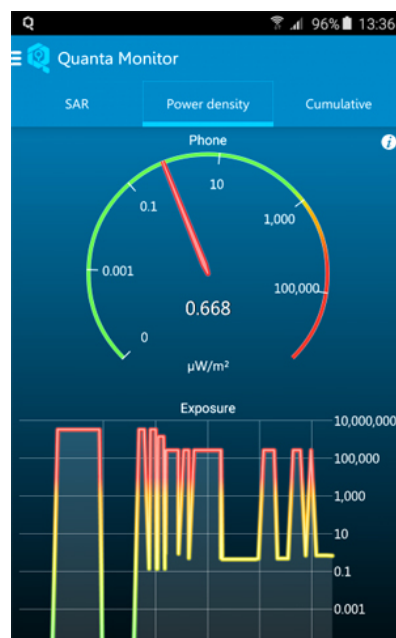 96% 13:36
Quanta Monitor
SAR Power density Cumulative
Phone
10
0.1
1,000
0.001
100,000
0.668
0
µW/m²
Exposure
10,000,000
100,000
1,000
10
0.1
0.001